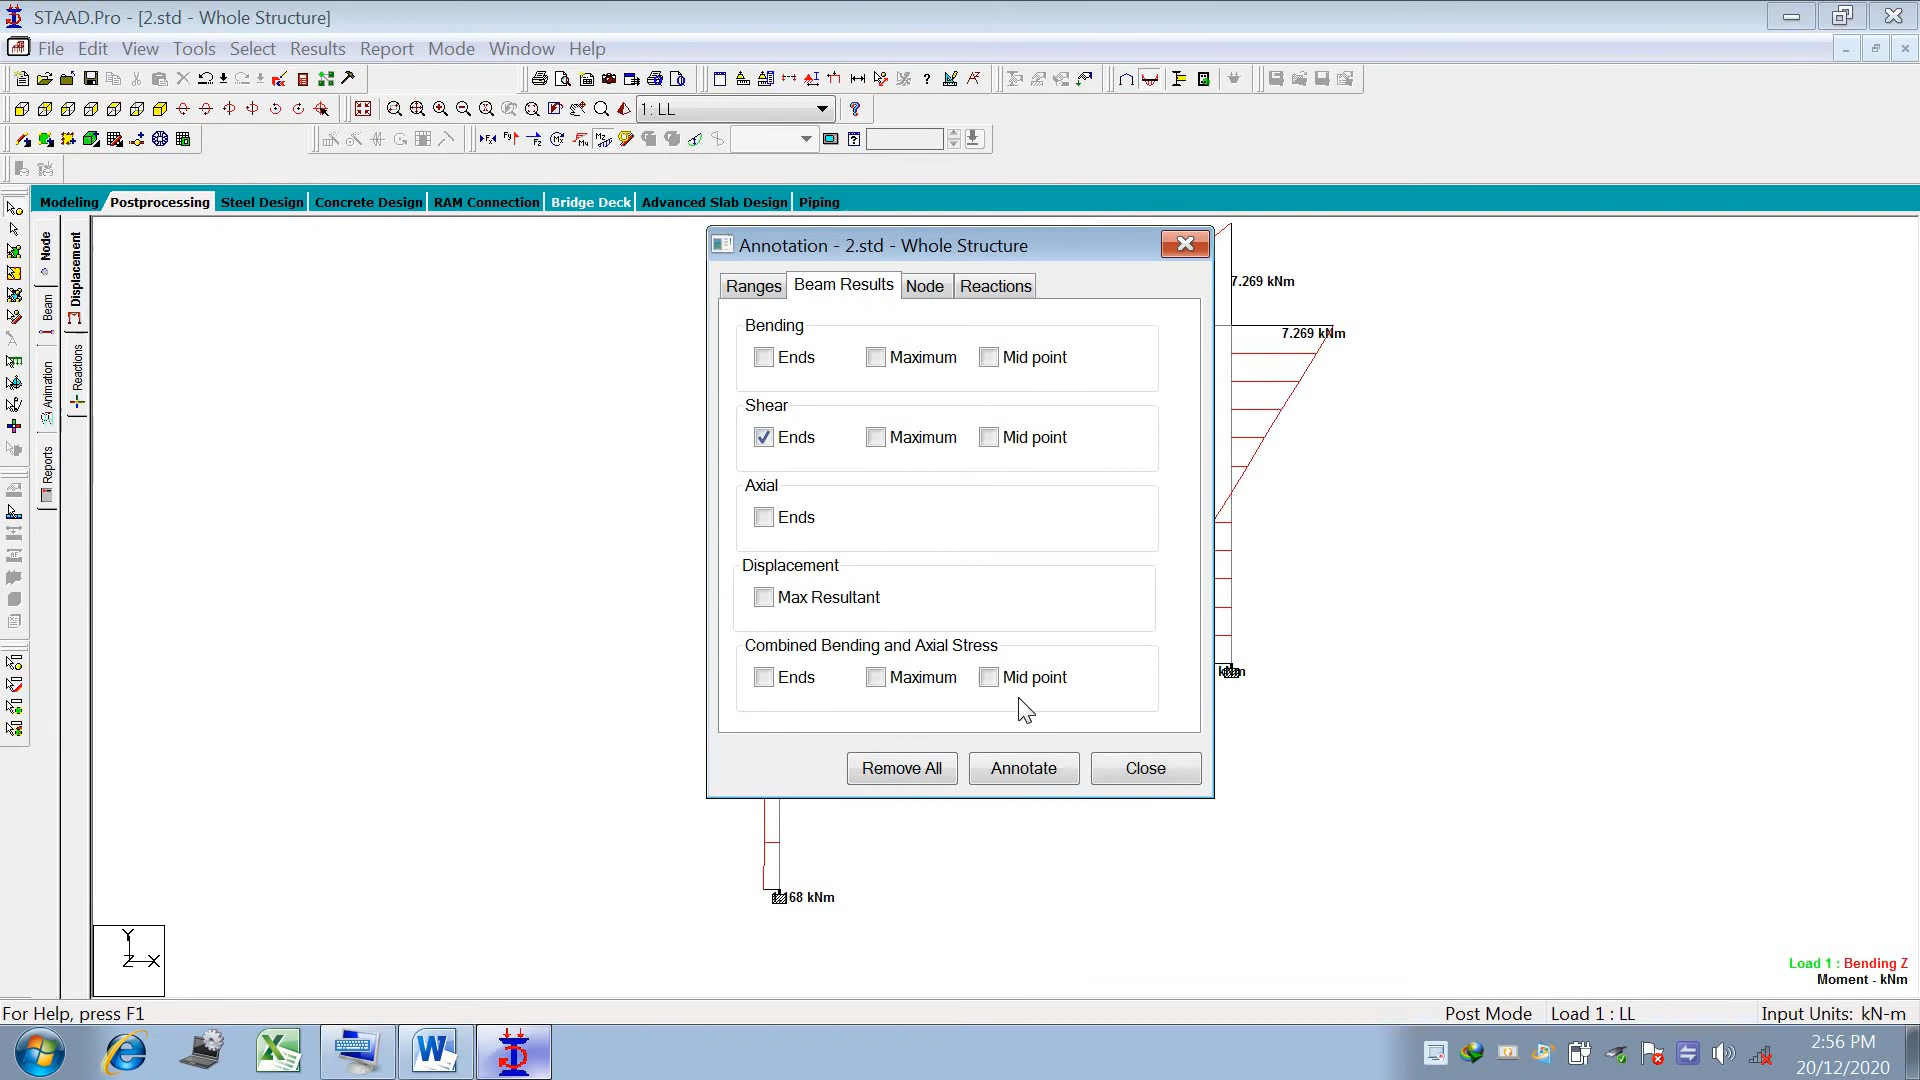 STAAD.Pro - [2.std - Whole Structure]
File Edit View Tools Select Results Report Mode Window Help
1: LL
Modeling Postprocessing Steel Design Concrete Design RAM Connection Bridge Deck Advanced Slab Design Piping
Node
Beam
Animation
Reports
Displacement
Reactions
Annotation - 2.std - Whole Structure
Ranges Beam Results Node Reactions
Bending
Ends Maximum Mid point
Shear
Ends Maximum Mid point
Axial
Ends
Displacement
Max Resultant
Combined Bending and Axial Stress
Ends Maximum Mid point
Remove All Annotate Close
7.269 kNm
7.269 kNm
68 kNm
Y
Z X
Load 1 : Bending Z
Moment - kNm
For Help, press F1
Post Mode Load 1 : LL Input Units: kN-m
2:56 PM
20/12/2020